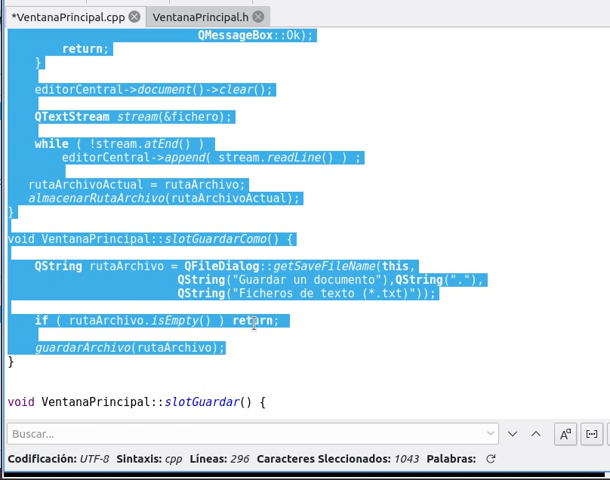 *VentanaPrincipal.cpp VentanaPrincipal.h
QMessageBox::Ok);
return;
}
editorCentral->document()->clear();
QTextStream stream(&fichero);
while ( !stream.atEnd() )
editorCentral->append( stream.readLine() ) ;
rutaArchivoActual = rutaArchivo;
almacenarRutaArchivo(rutaArchivoActual);
}
void VentanaPrincipal::slotGuardarComo() {
QString rutaArchivo = QFileDialog::getSaveFileName(this,
QString("Guardar un documento"),QString("."),
QString("Ficheros de texto (*.txt)"));
if ( rutaArchivo.isEmpty() ) return;
guardarArchivo(rutaArchivo);
}
void VentanaPrincipal::slotGuardar() {
Buscar...
Codificación: UTF-8 Sintaxis: cpp Líneas: 296 Caracteres Sleccionados: 1043 Palabras: